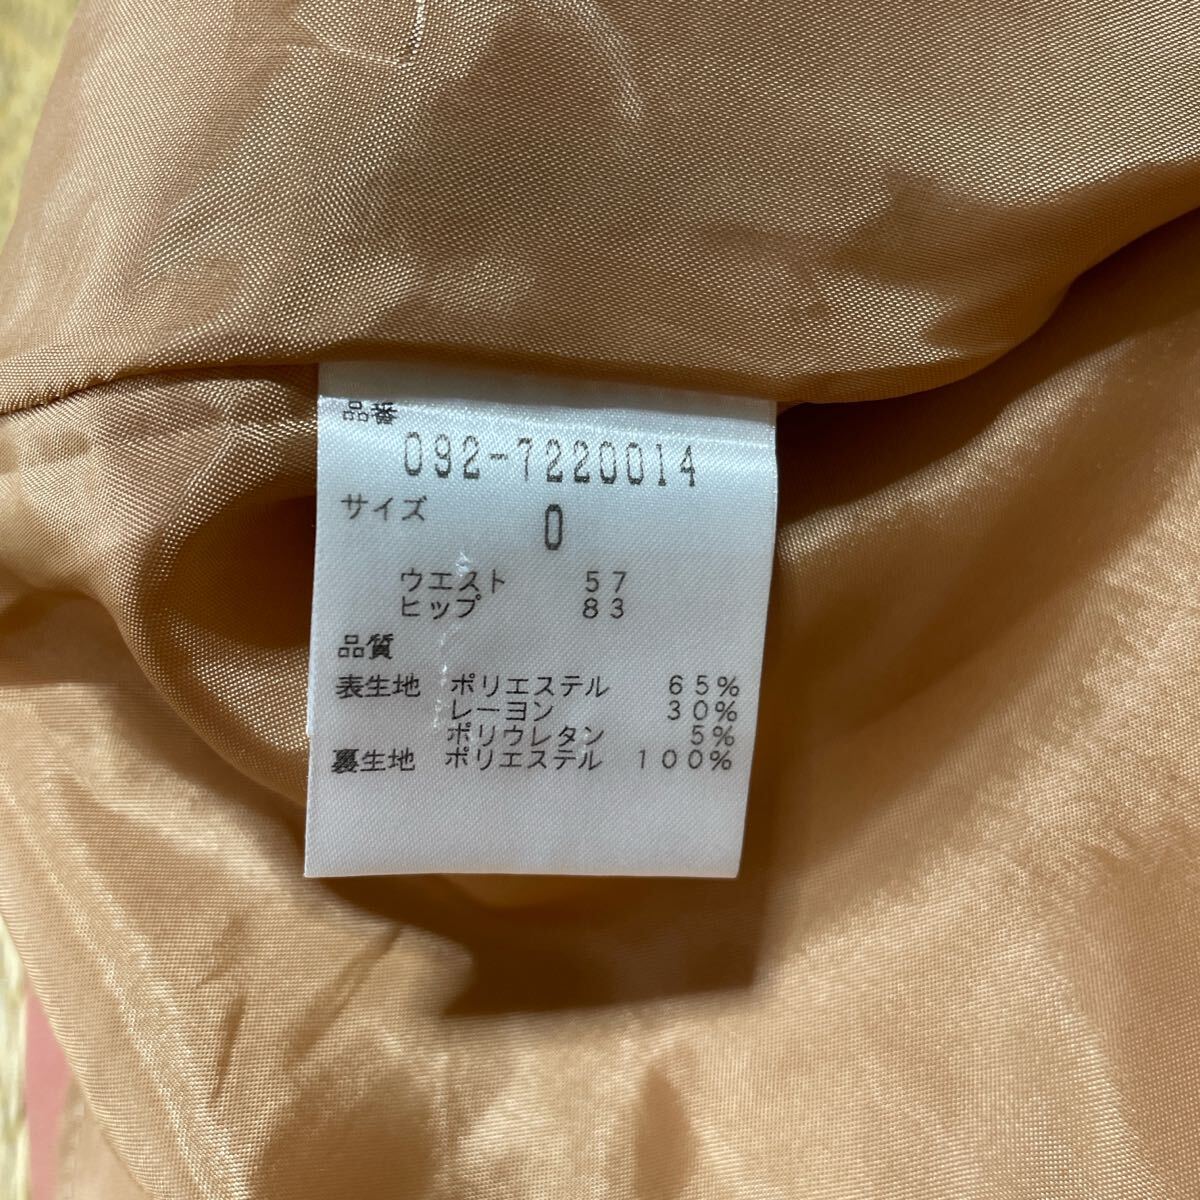 品番
092-7220014
サイズ 0
ウエスト 57
ヒップ 83
品質
表生地 ポリエステル 65%
レーヨン 30%
ポリウレタン 5%
裏生地 ポリエステル 100%